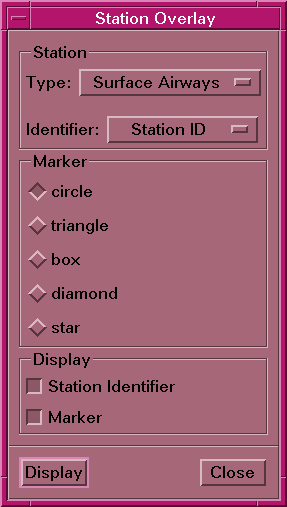 Station Overlay
Station
Type: Surface Airways
Identifier: Station ID
Marker
circle
triangle
box
diamond
star
Display
Station Identifier
Marker
Display Close